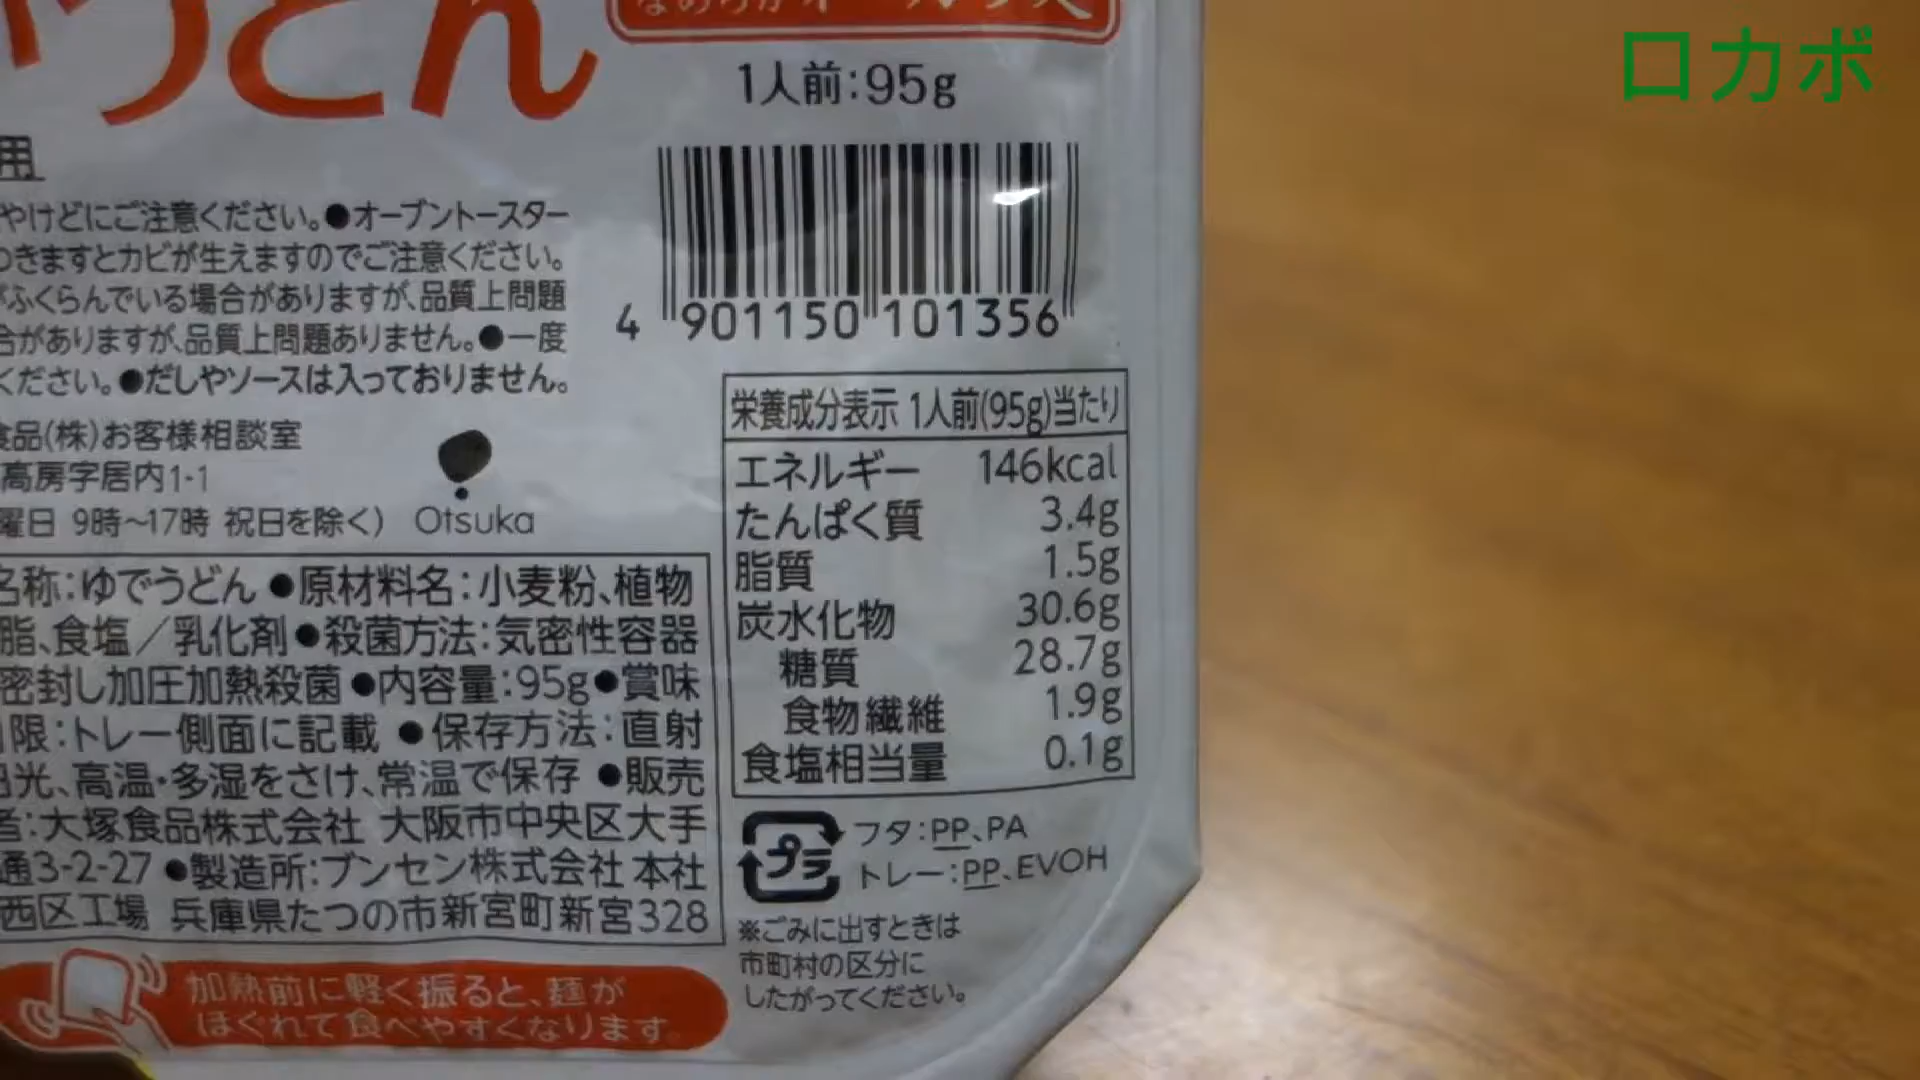 うどん
ロカボ
1人前:95g
用
やけどにご注意ください。●オーブントースター
つきますとカビが生えますのでご注意ください。
がふくらんでいる場合がありますが、品質上問題
合がありますが、品質上問題ありません。●一度
ください。●だしやソースは入っておりません。
4 901150 101356
食品(株)お客様相談室
高房字居内1-1
曜日 9時〜17時 祝日を除く) Otsuka
栄養成分表示 1人前(95g)当たり
エネルギー 146kcal
たんぱく質 3.4g
脂質 1.5g
炭水化物 30.6g
糖質 28.7g
食物繊維 1.9g
食塩相当量 0.1g
名称:ゆでうどん ●原材料名:小麦粉、植物
脂、食塩/乳化剤●殺菌方法:気密性容器
密封し加圧加熱殺菌●内容量:95g●賞味
限:トレー側面に記載 ●保存方法:直射
日光、高温・多湿をさけ、常温で保存 ●販売
者:大塚食品株式会社 大阪市中央区大手
通3-2-27 ●製造所:ブンセン株式会社 本社
西区工場 兵庫県たつの市新宮町新宮328
プラ
フタ:PP、PA
トレー:PP、EVOH
※ごみに出すときは
市町村の区分に
したがってください。
加熱前に軽く振ると、麺が
ほぐれて食べやすくなります。